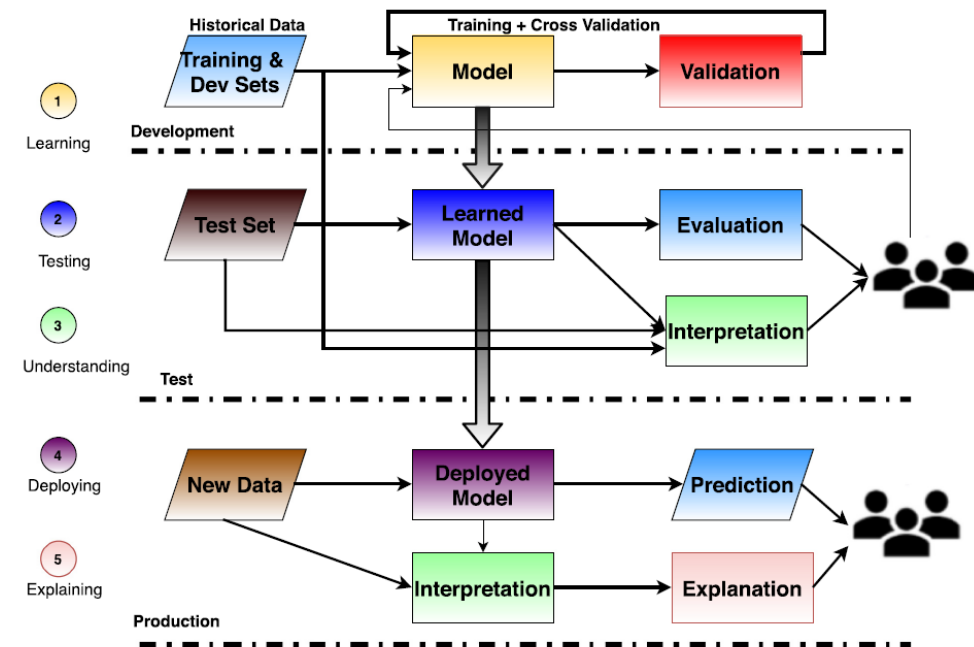 Historical Data
Training + Cross Validation
Training &
Dev Sets
Model
Validation
1
Learning
Development
Test Set
Learned
Model
Evaluation
2
Testing
Interpretation
3
Understanding
Test
4
Deploying
New Data
Deployed
Model
Prediction
5
Explaining
Interpretation
Explanation
Production